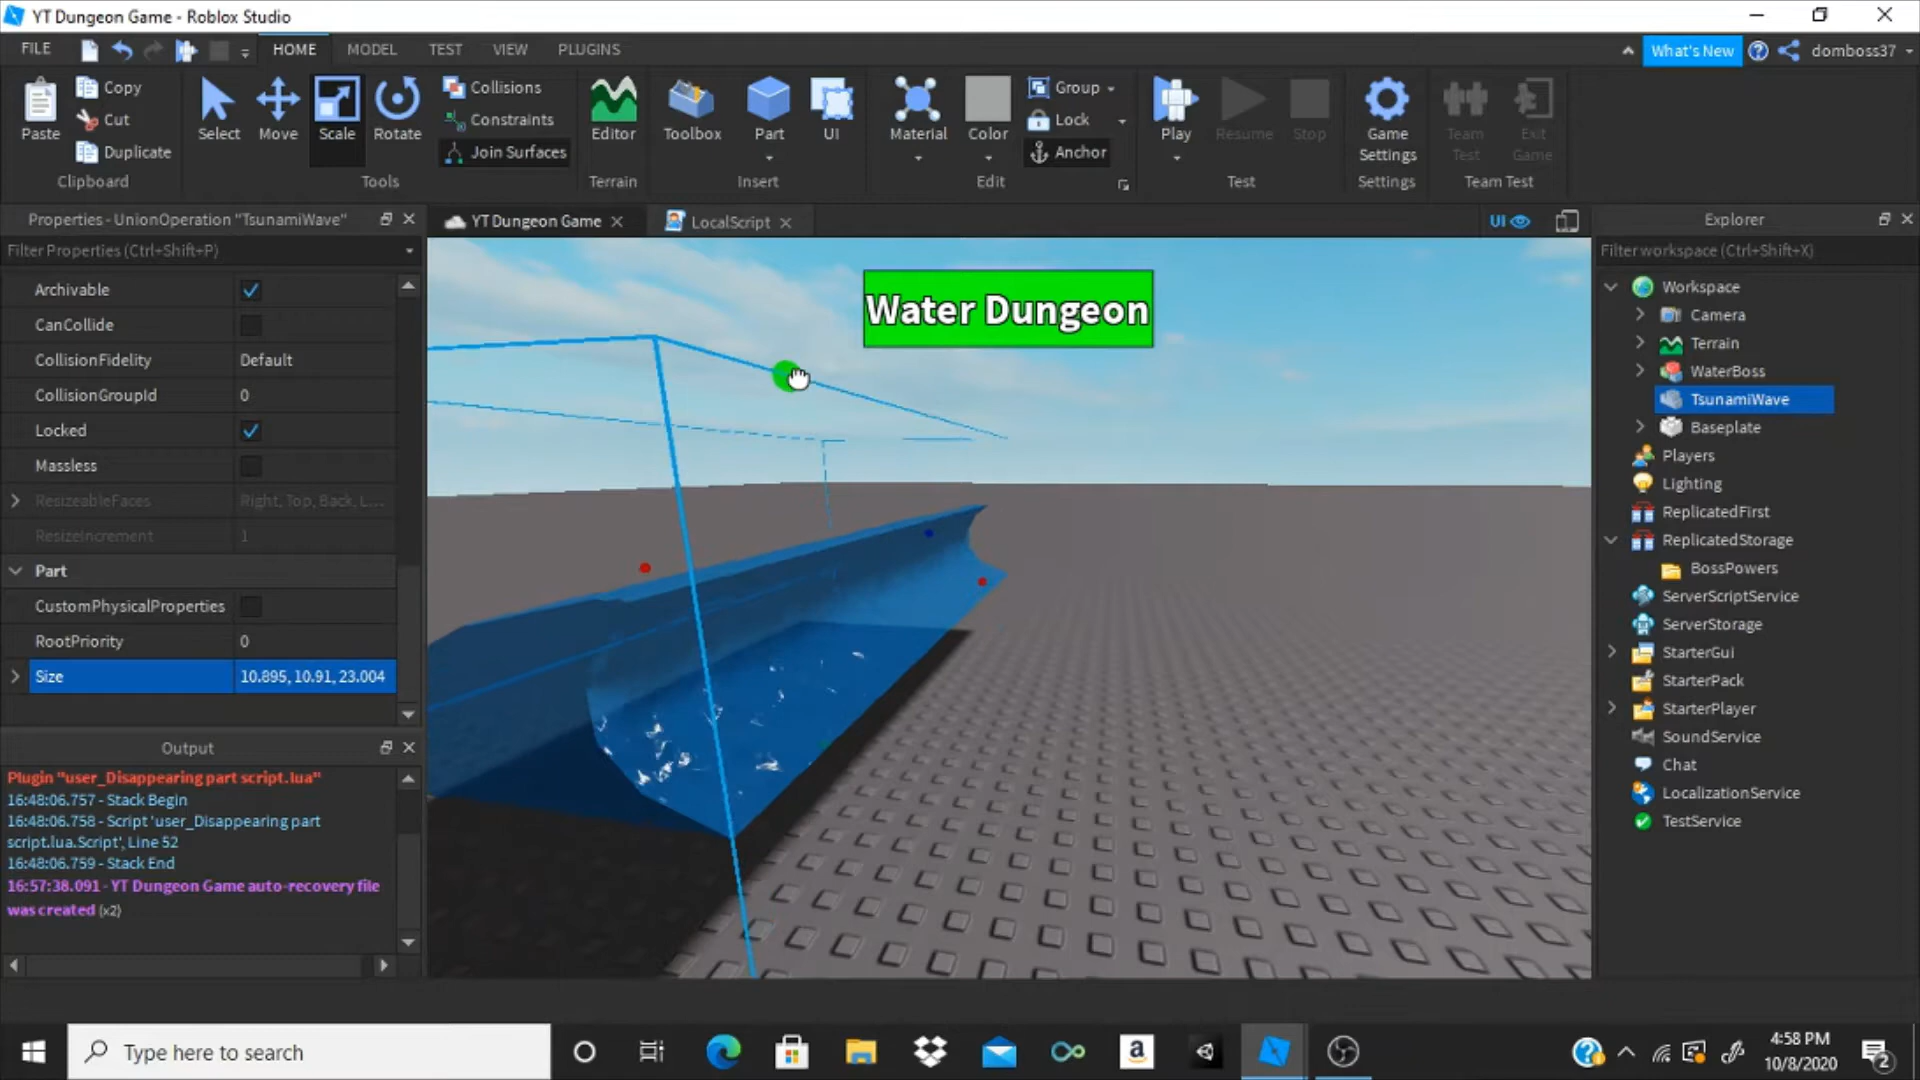 YT Dungeon Game - Roblox Studio
FILE
HOME
MODEL
TEST
VIEW
PLUGINS
What's New
domboss37
Paste
Copy
Cut
Duplicate
Clipboard
Select
Move
Scale
Rotate
Tools
Collisions
Constraints
Join Surfaces
Editor
Terrain
Toolbox
Part
UI
Insert
Material
Color
Group
Lock
Anchor
Edit
Play
Resume
Stop
Test
Game
Settings
Settings
Team
Test
Exit
Game
Team Test
Properties - UnionOperation "TsunamiWave"
Filter Properties (Ctrl+Shift+P)
Archivable
CanCollide
CollisionFidelity Default
CollisionGroupId 0
Locked
Massless
ResizeableFaces Right, Top, Back, L...
ResizeIncrement 1
Part
CustomPhysicalProperties
RootPriority 0
Size 10.895, 10.91, 23.004
Output
Plugin "user_Disappearing part script.lua"
16:48:06.757 - Stack Begin
16:48:06.758 - Script 'user_Disappearing part
script.lua.Script', Line 52
16:48:06.759 - Stack End
16:57:38.091 - YT Dungeon Game auto-recovery file
was created (x2)
YT Dungeon Game
LocalScript
UI
Water Dungeon
Explorer
Filter workspace (Ctrl+Shift+X)
Workspace
Camera
Terrain
WaterBoss
TsunamiWave
Baseplate
Players
Lighting
ReplicatedFirst
ReplicatedStorage
BossPowers
ServerScriptService
ServerStorage
StarterGui
StarterPack
StarterPlayer
SoundService
Chat
LocalizationService
TestService
Type here to search
a
4:58 PM
10/8/2020
2